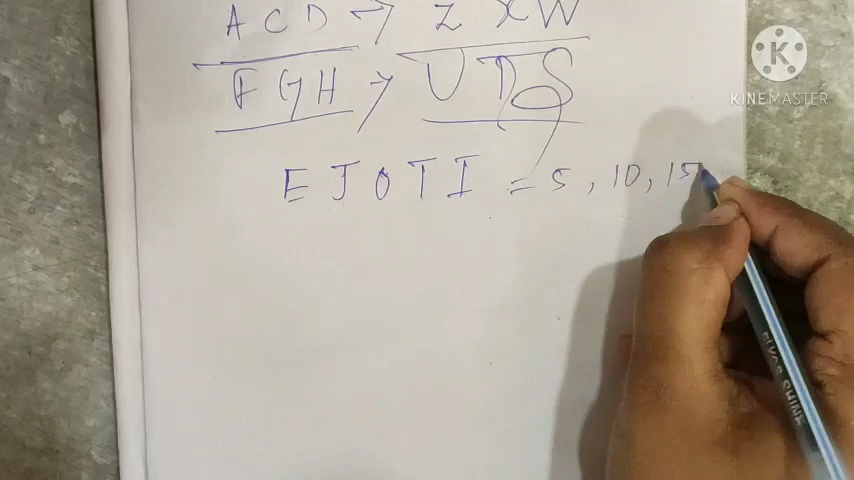 A C D → Z X W
F G H → U T S
E J O T I = 5, 10, 15
KINEMASTER